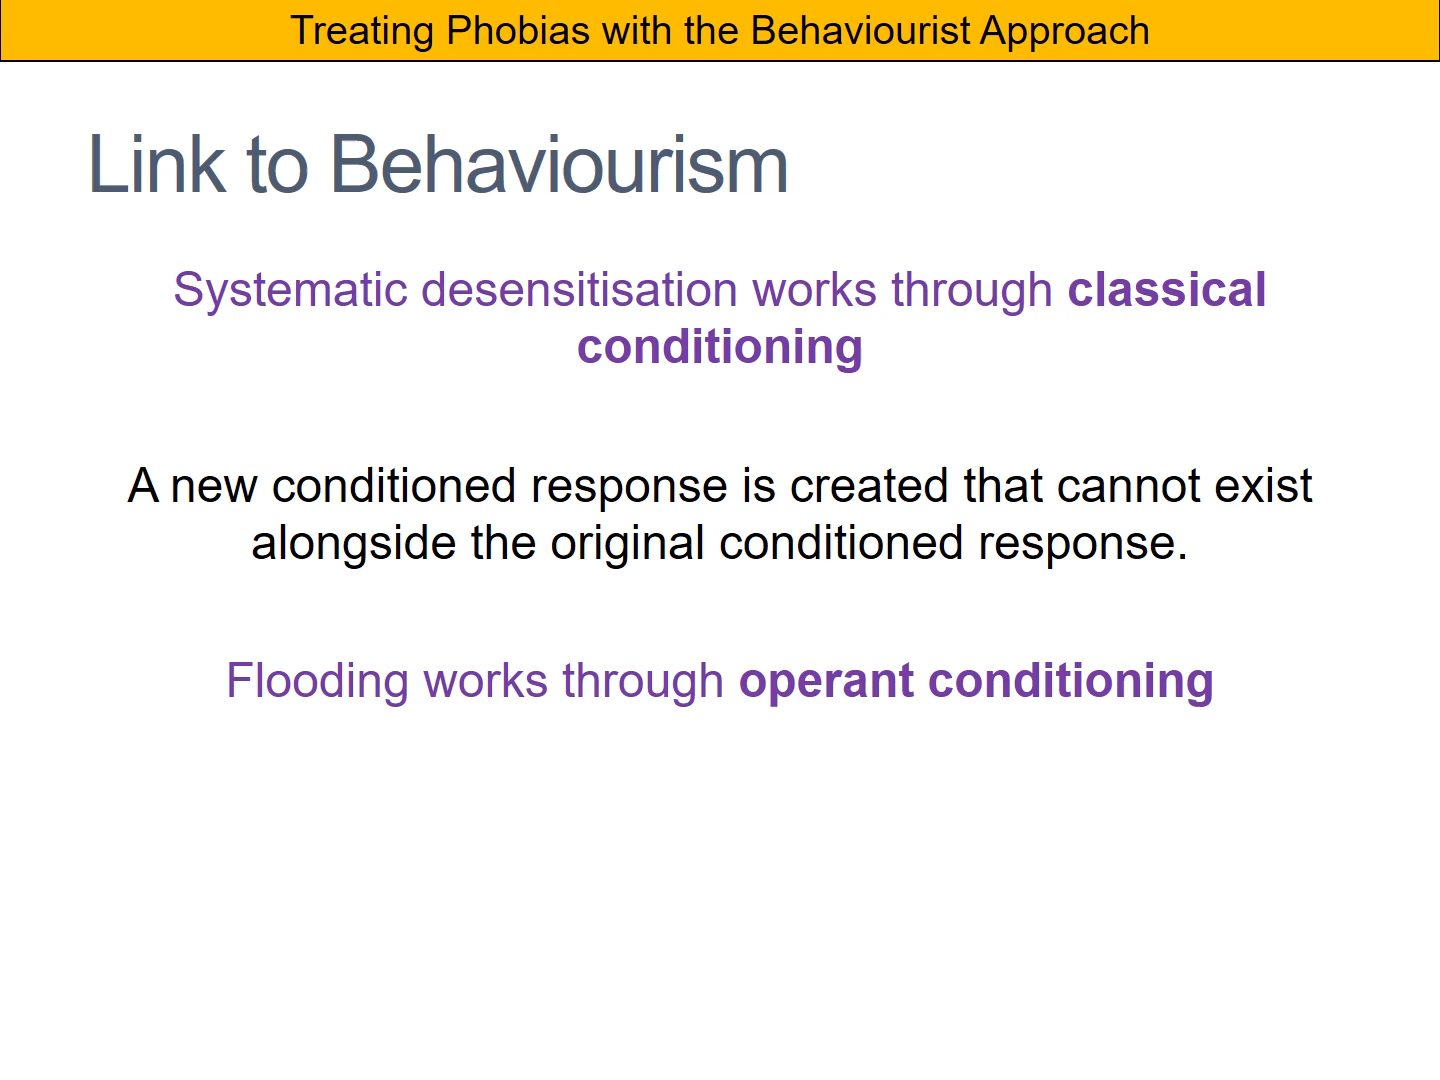 Treating Phobias with the Behaviourist Approach
Link to Behaviourism
Systematic desensitisation works through classical
conditioning
A new conditioned response is created that cannot exist
alongside the original conditioned response.
Flooding works through operant conditioning